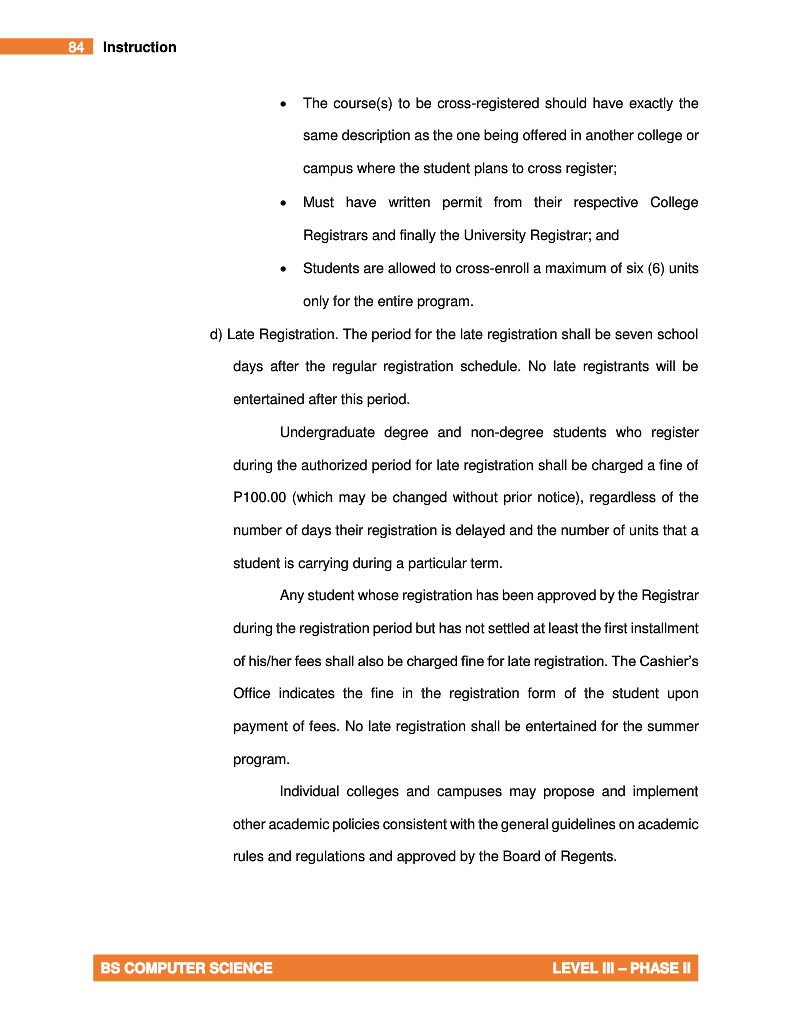 84 Instruction
• The course(s) to be cross-registered should have exactly the
same description as the one being offered in another college or
campus where the student plans to cross register;
• Must have written permit from their respective College
Registrars and finally the University Registrar; and
• Students are allowed to cross-enroll a maximum of six (6) units
only for the entire program.
d) Late Registration. The period for the late registration shall be seven school
days after the regular registration schedule. No late registrants will be
entertained after this period.
Undergraduate degree and non-degree students who register
during the authorized period for late registration shall be charged a fine of
P100.00 (which may be changed without prior notice), regardless of the
number of days their registration is delayed and the number of units that a
student is carrying during a particular term.
Any student whose registration has been approved by the Registrar
during the registration period but has not settled at least the first installment
of his/her fees shall also be charged fine for late registration. The Cashier's
Office indicates the fine in the registration form of the student upon
payment of fees. No late registration shall be entertained for the summer
program.
Individual colleges and campuses may propose and implement
other academic policies consistent with the general guidelines on academic
rules and regulations and approved by the Board of Regents.
BS COMPUTER SCIENCE LEVEL III – PHASE II